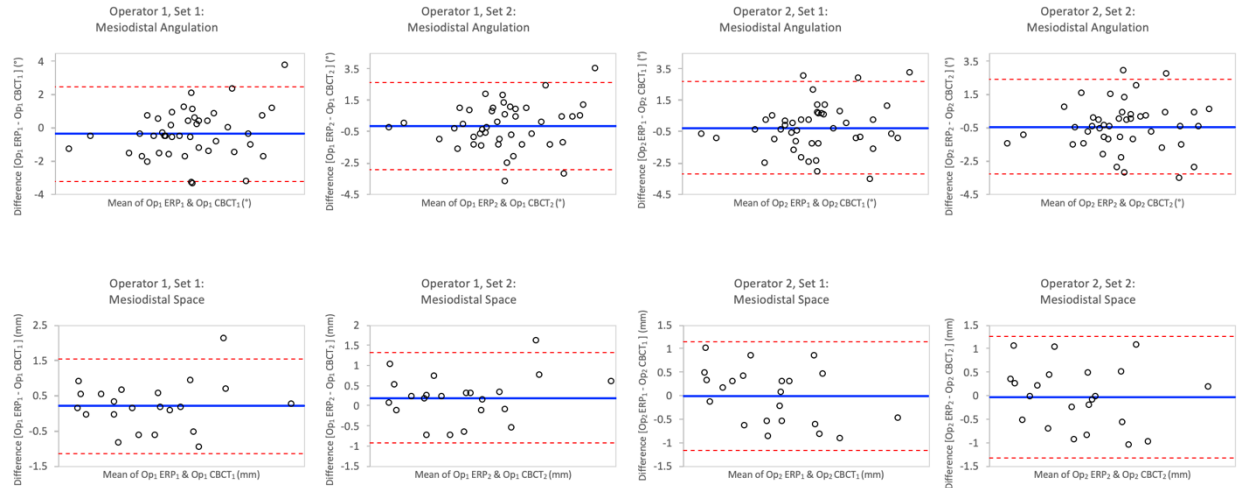 Operator 1, Set 1:
Mesiodistal Angulation
Difference [Op₁ ERP₁ - Op₁ CBCT₁] (°)
4
2
0
-2
-4
Mean of Op₁ ERP₁ & Op₁ CBCT₁ (°)
Operator 1, Set 2:
Mesiodistal Angulation
Difference [Op₁ ERP₂ - Op₁ CBCT₂] (°)
3.5
1.5
-0.5
-2.5
-4.5
Mean of Op₁ ERP₂ & Op₁ CBCT₂ (°)
Operator 2, Set 1:
Mesiodistal Angulation
Difference [Op₂ ERP₁ - Op₂ CBCT₁] (°)
3.5
1.5
-0.5
-2.5
-4.5
Mean of Op₂ ERP₁ & Op₂ CBCT₁ (°)
Operator 2, Set 2:
Mesiodistal Angulation
Difference [Op₂ ERP₂ - Op₂ CBCT₂] (°)
3.5
1.5
-0.5
-2.5
-4.5
Mean of Op₂ ERP₂ & Op₂ CBCT₂ (°)
Operator 1, Set 1:
Mesiodistal Space
Difference [Op₁ ERP₁ - Op₁ CBCT₁] (mm)
2.5
1.5
0.5
-0.5
-1.5
Mean of Op₁ ERP₁ & Op₁ CBCT₁ (mm)
Operator 1, Set 2:
Mesiodistal Space
Difference [Op₁ ERP₂ - Op₁ CBCT₂] (mm)
2
1.5
1
0.5
0
-0.5
-1
-1.5
Mean of Op₁ ERP₂ & Op₁ CBCT₂ (mm)
Operator 2, Set 1:
Mesiodistal Space
Difference [Op₂ ERP₁ - Op₂ CBCT₁] (mm)
1.5
1
0.5
0
-0.5
-1
-1.5
Mean of Op₂ ERP₁ & Op₂ CBCT₁ (mm)
Operator 2, Set 2:
Mesiodistal Space
Difference [Op₂ ERP₂ - Op₂ CBCT₂] (mm)
1.5
1
0.5
0
-0.5
-1
-1.5
Mean of Op₂ ERP₂ & Op₂ CBCT₂ (mm)